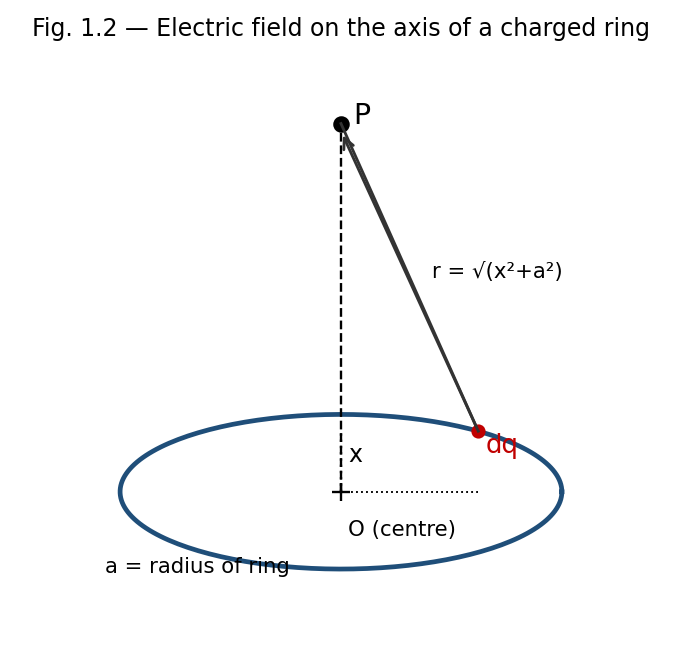 Fig. 1.2 — Electric field on the axis of a charged ring
P
r = √(x²+a²)
dq
x
O (centre)
a = radius of ring